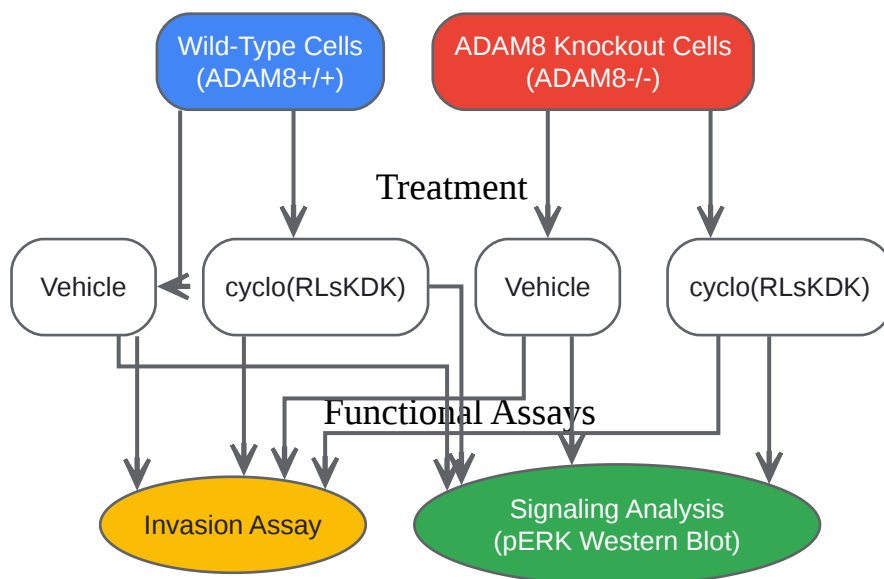 Wild-Type Cells
(ADAM8+/+)
ADAM8 Knockout Cells
(ADAM8-/-)
Treatment
Vehicle
cyclo(RLsKDK)
Vehicle
cyclo(RLsKDK)
Functional Assays
Invasion Assay
Signaling Analysis
(pERK Western Blot)